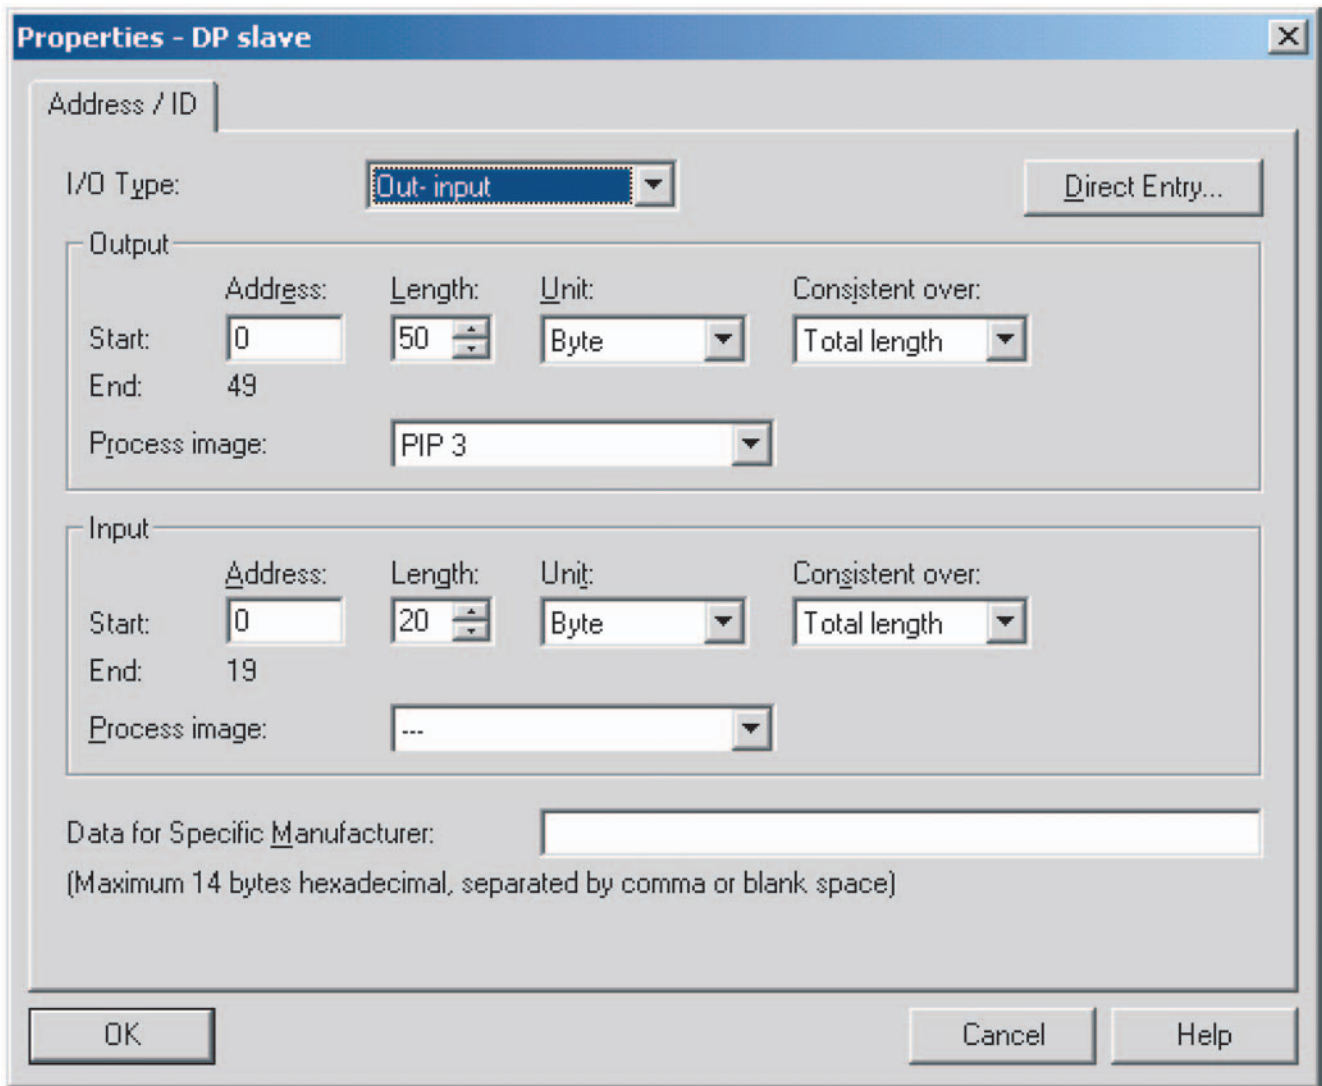 Properties - DP slave
Address / ID
I/O Type: Out- input Direct Entry...
Output
Address: Length: Unit: Consistent over:
Start: 0 50 Byte Total length
End: 49
Process image: PIP 3
Input
Address: Length: Unit: Consistent over:
Start: 0 20 Byte Total length
End: 19
Process image: ---
Data for Specific Manufacturer:
(Maximum 14 bytes hexadecimal, separated by comma or blank space)
OK Cancel Help